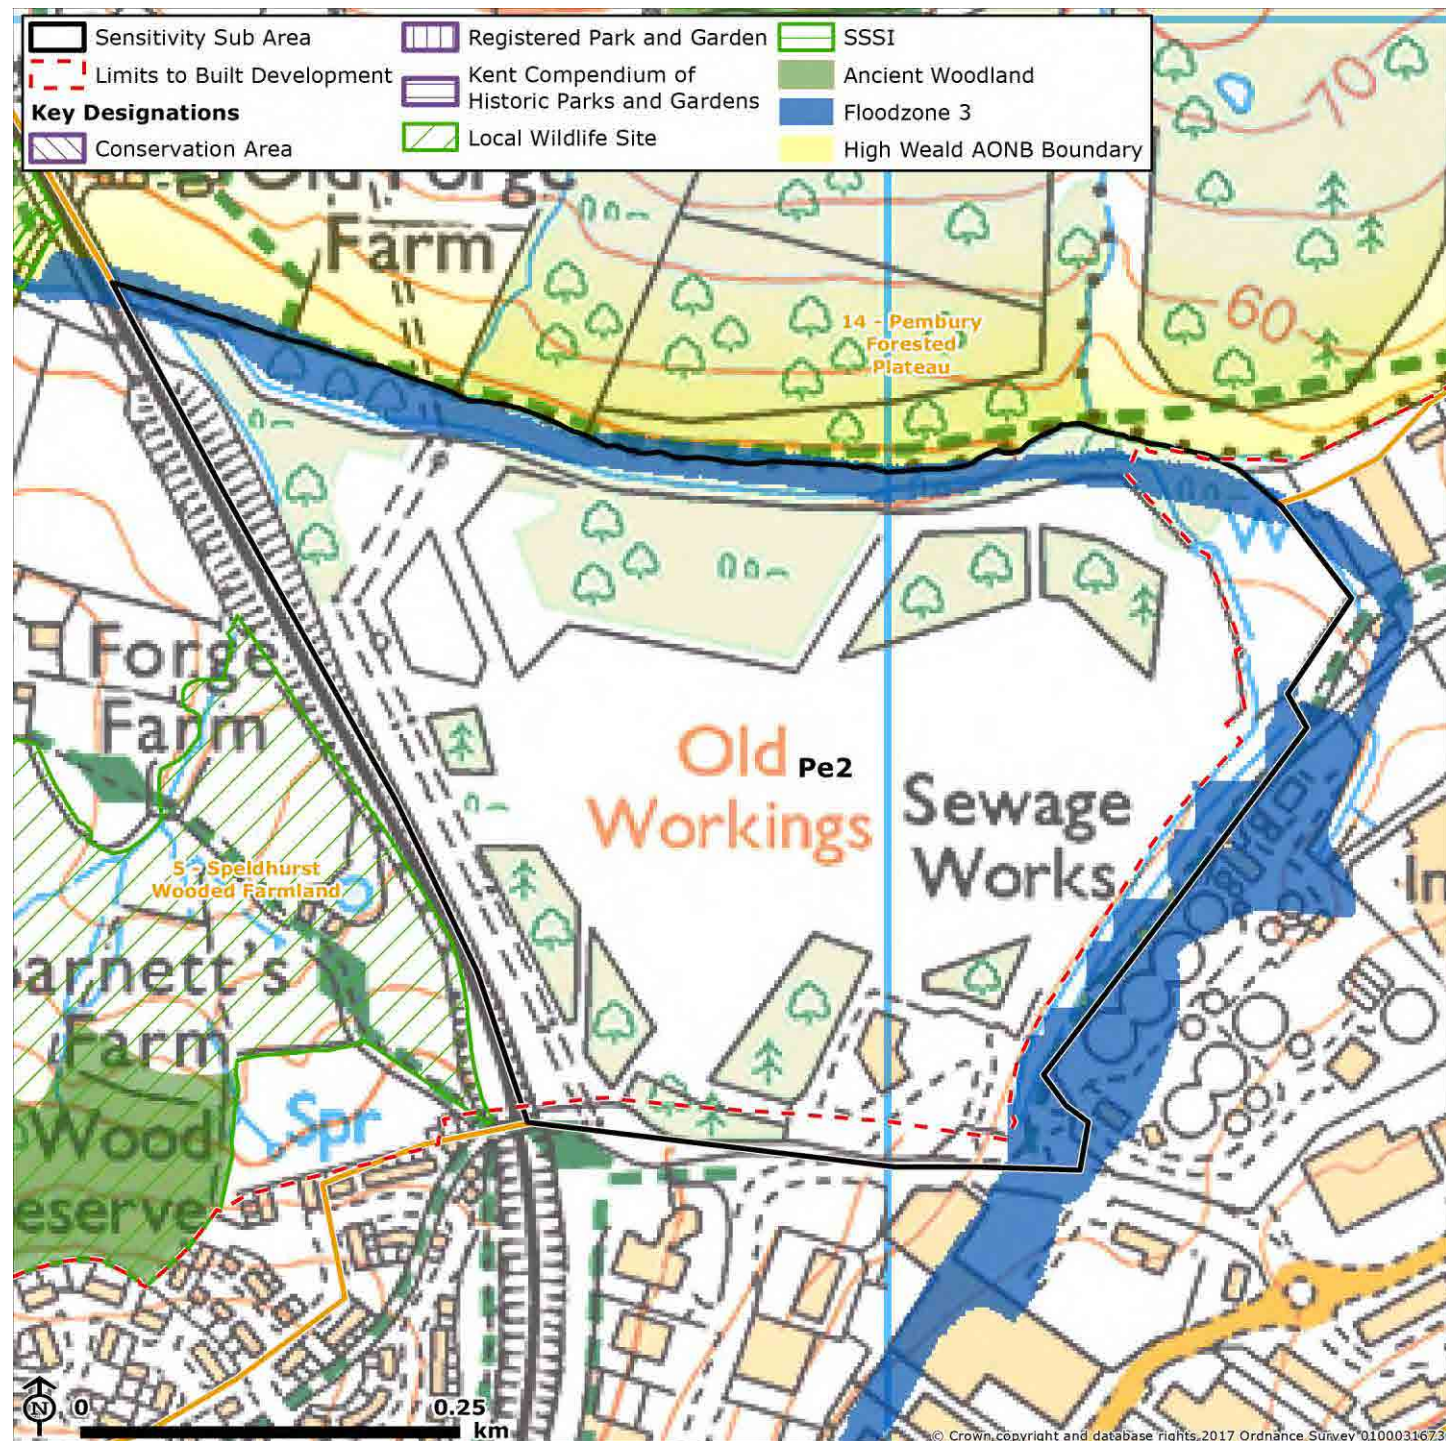 Sensitivity Sub Area
Limits to Built Development
Key Designations
Conservation Area
Registered Park and Garden
Kent Compendium of
Historic Parks and Gardens
Local Wildlife Site
SSSI
Ancient Woodland
Floodzone 3
High Weald AONB Boundary
70
Farm
60
14 - Pembury
Forested
Plateau
W
Forge
Farm
Old
Workings
Pe2
Sewage
Works
5 - Speldhurst
Wooded Farmland
arnett's
Farm
Wood
eserve
Spr
In
N
0
0.25
km
© Crown copyright and database rights 2017 Ordnance Survey 0100031673